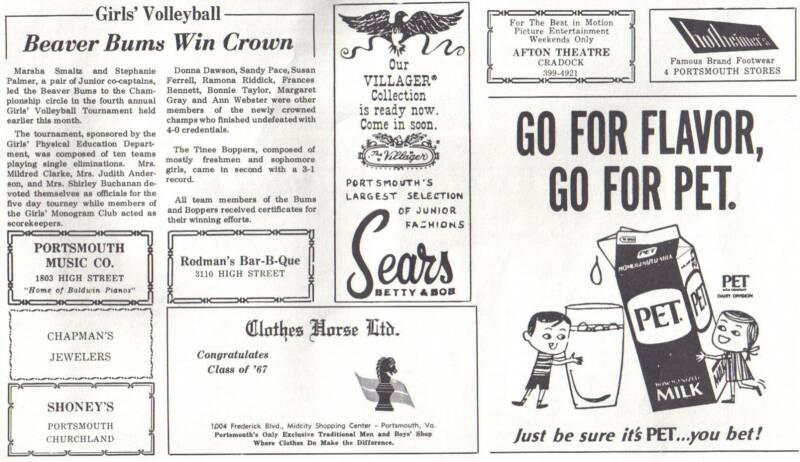 Girls' Volleyball
Beaver Bums Win Crown
Marsha Smaltz and Stephanie
Palmer, a pair of Junior co-captains,
led the Beaver Bums to the Cham-
pionship circle in the fourth annual
Girls' Volleyball Tournament held
earlier this month.
The tournament, sponsored by the
Girls' Physical Education Depart-
ment, was composed of ten teams
playing single eliminations. Mrs.
Mildred Clarke, Mrs. Judith Ander-
son, and Mrs. Shirley Buchanan de-
voted themselves as officials for the
five day tourney while members of
the Girls' Monogram Club acted as
scorekeepers.
Donna Dawson, Sandy Pace, Susan
Ferrell, Ramona Riddick, Frances
Bennett, Bonnie Taylor, Margaret
Gray and Ann Webster were other
members of the newly crowned
champs who finished undefeated with
4-0 credentials.
The Tinee Boppers, composed of
mostly freshmen and sophomore
girls, came in second with a 3-1
record.
All team members of the Bums
and Boppers received certificates for
their winning efforts.
PORTSMOUTH
MUSIC CO.
1803 HIGH STREET
"Home of Baldwin Pianos"
Rodman's Bar-B-Que
3110 HIGH STREET
CHAPMAN'S
JEWELERS
SHONEY'S
PORTSMOUTH
CHURCHLAND
Clothes Horse Ltd.
Congratulates
Class of '67
1004 Frederick Blvd., Midcity Shopping Center - Portsmouth, Va.
Portsmouth's Only Exclusive Traditional Men and Boys' Shop
Where Clothes Do Make the Difference.
Our
VILLAGER®
Collection
is ready now.
Come in soon.
The Villager
PORTSMOUTH'S
LARGEST SELECTION
OF JUNIOR
FASHIONS
Sears
BETTY & BOB
For The Best in Motion
Picture Entertainment
Weekends Only
AFTON THEATRE
CRADOCK
399-4921
hofheimer's
Famous Brand Footwear
4 PORTSMOUTH STORES
GO FOR FLAVOR,
GO FOR PET.
PET
HOMOGENIZED MILK
PET
PET
HOMOGENIZED
MILK
PET
DAIRY DIVISION
Just be sure it's PET...you bet!